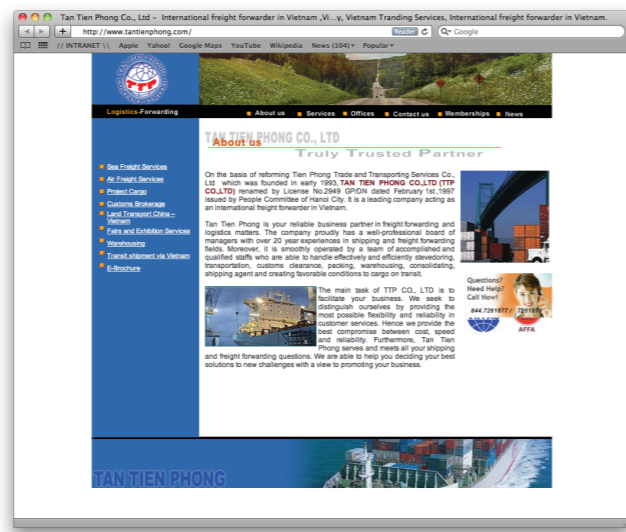 Tan Tien Phong Co., Ltd – International freight forwarder in Vietnam ,Vi...y, Vietnam Tranding Services, International freight forwarder in Vietnam.
http://www.tantienphong.com/
Reader
Google
// INTRANET \\ Apple Yahoo! Google Maps YouTube Wikipedia News (104) Popular
TTP
Logistics-Forwarding
About us Services Offices Contact us Memberships News
Sea Freight Services
Air Freight Services
Project Cargo
Customs Brokerage
Land Transport China –
Vietnam
Fairs and Exhibition Services
Warehousing
Transit shipment via Vietnam
E-Brochure
TAN TIEN PHONG CO., LTD
About us
Truly Trusted Partner
On the basis of reforming Tien Phong Trade and Transporting Services Co.,
Ltd which was founded in early 1993, TAN TIEN PHONG CO.,LTD (TTP
CO.,LTD) renamed by License No.2949 GP/DN dated February 1st ,1997
issued by People Committee of Hanoi City. It is a leading company acting as
an international freight forwarder in Vietnam.
Tan Tien Phong is your reliable business partner in freight forwarding and
logistics matters. The company proudly has a well-professional board of
managers with over 20 year experiences in shipping and freight forwarding
fields. Moreover, it is smoothly operated by a team of accomplished and
qualified staffs who are able to handle effectively and efficiently stevedoring,
transportation, customs clearance, packing, warehousing, consolidating,
shipping agent and creating favorable conditions to cargo on transit.
The main task of TTP CO., LTD is to
facilitate your business. We seek to
distinguish ourselves by providing the
most possible flexibility and reliability in
customer services. Hence we provide the
best compromise between cost, speed
and reliability. Furthermore, Tan Tien
Phong serves and meets all your shipping
and freight forwarding questions. We are able to help you deciding your best
solutions to new challenges with a view to promoting your business.
Questions?
Need Help?
Call Now!
844.7261877 / 7261878
AFFA
TAN TIEN PHONG